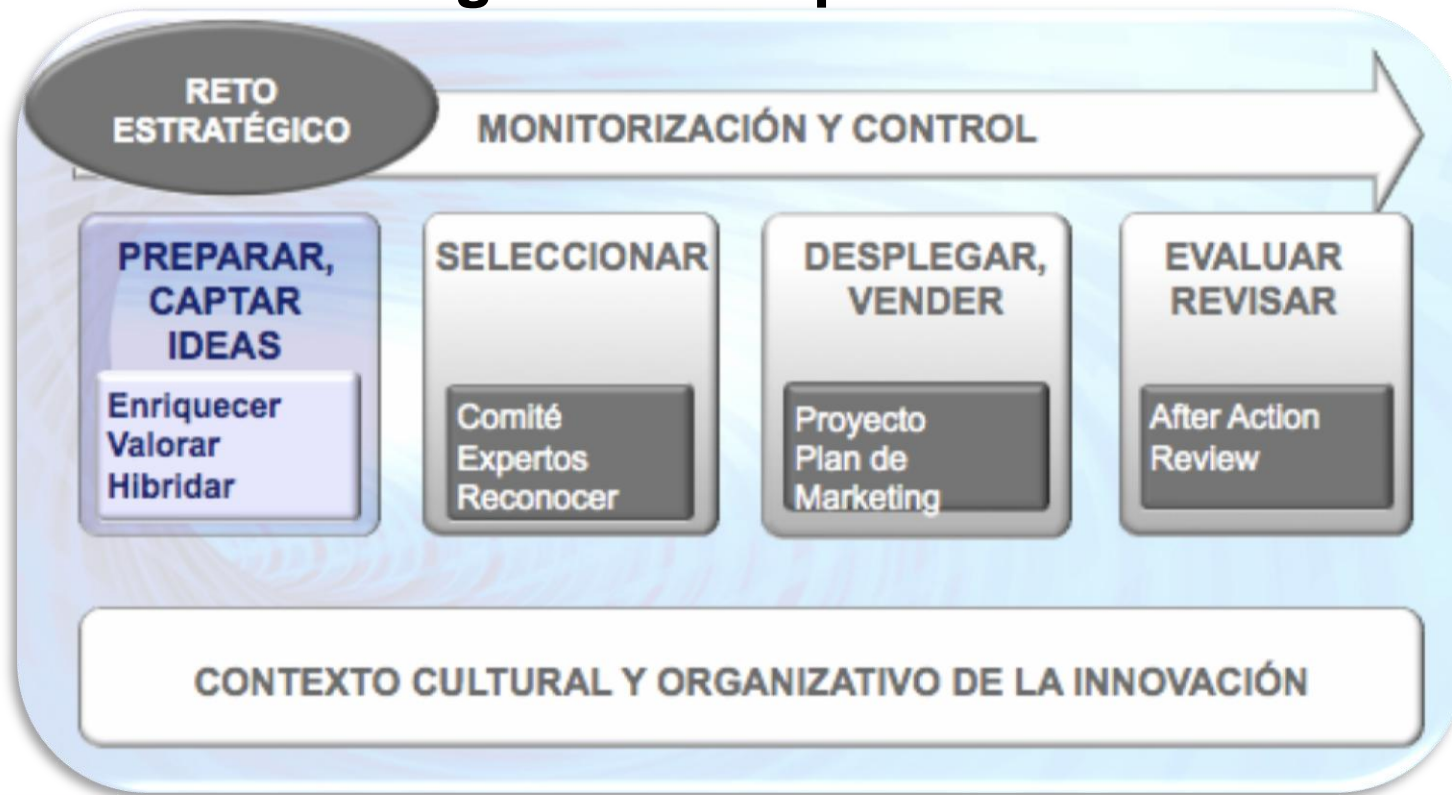 RETO
ESTRATÉGICO
MONITORIZACIÓN Y CONTROL
PREPARAR,
CAPTAR
IDEAS
Enriquecer
Valorar
Hibridar
SELECCIONAR
Comité
Expertos
Reconocer
DESPLEGAR,
VENDER
Proyecto
Plan de
Marketing
EVALUAR
REVISAR
After Action
Review
CONTEXTO CULTURAL Y ORGANIZATIVO DE LA INNOVACIÓN